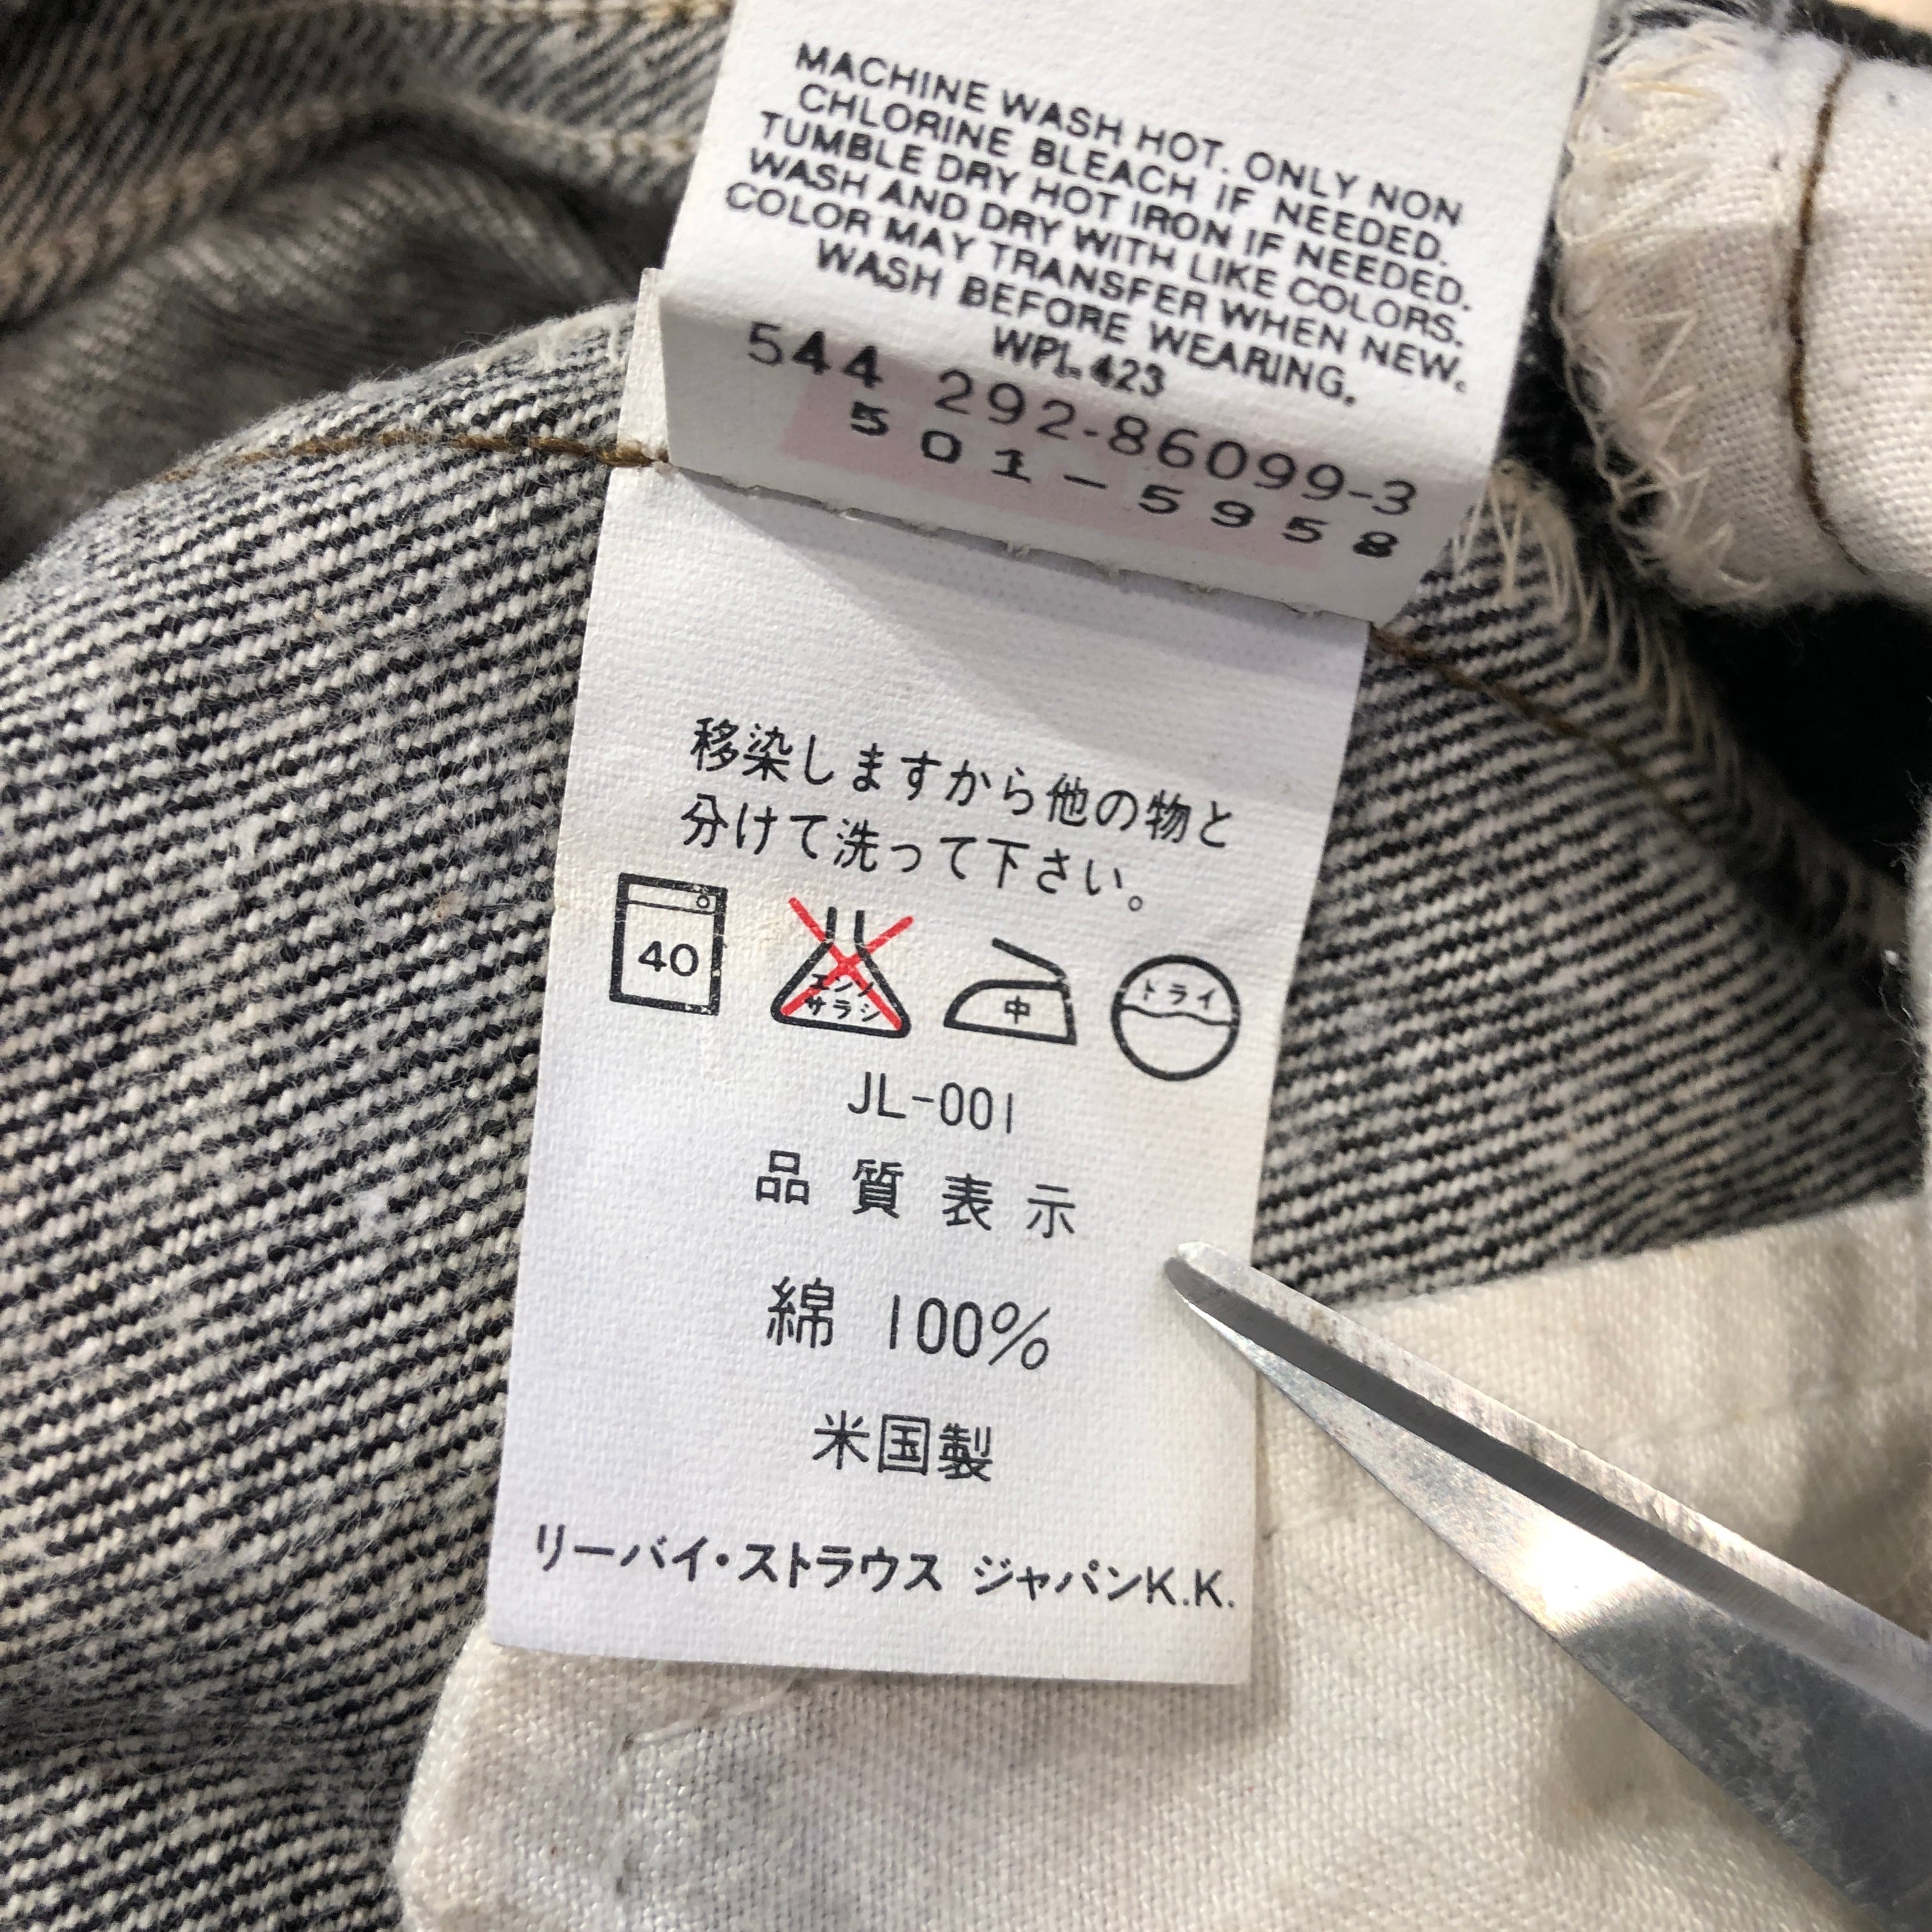 MACHINE WASH HOT. ONLY NON
CHLORINE BLEACH IF NEEDED.
TUMBLE DRY HOT IRON IF NEEDED.
WASH AND DRY WITH LIKE COLORS.
COLOR MAY TRANSFER WHEN NEW.
WASH BEFORE WEARING.
WPL 423
544 292-86099-3
501-5958
移染しますから他の物と
分けて洗って下さい。
40
エンソ
サラシ
中
トライ
JL-001
品質表示
綿 100%
米国製
リーバイ・ストラウス ジャパンK.K.